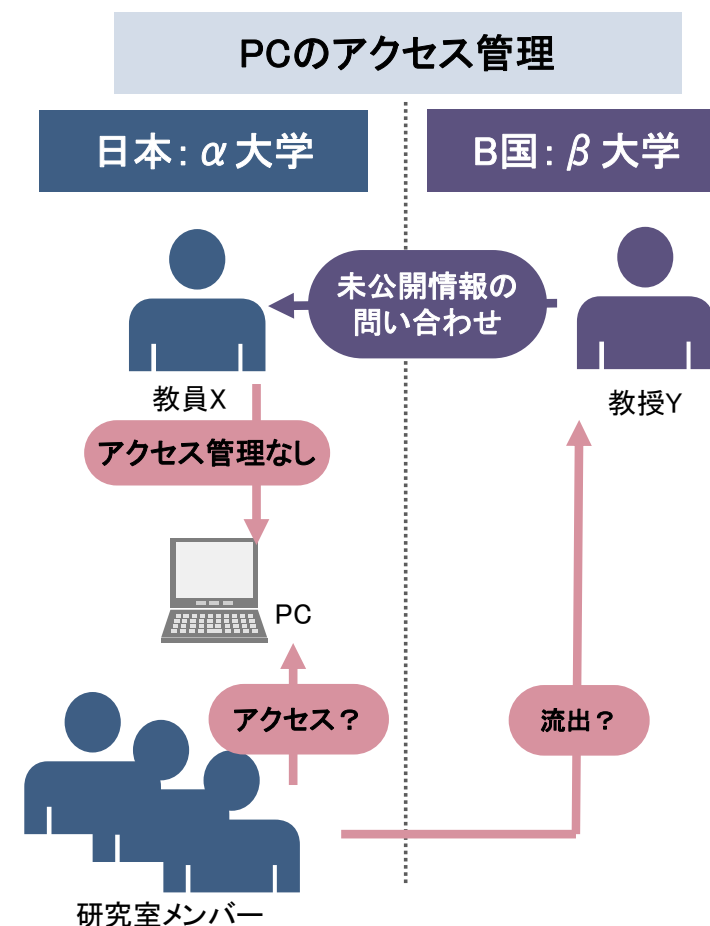 PCのアクセス管理
日本：α大学
B国：β大学
未公開情報の
問い合わせ
教員X
教授Y
アクセス管理なし
PC
アクセス？
流出？
研究室メンバー